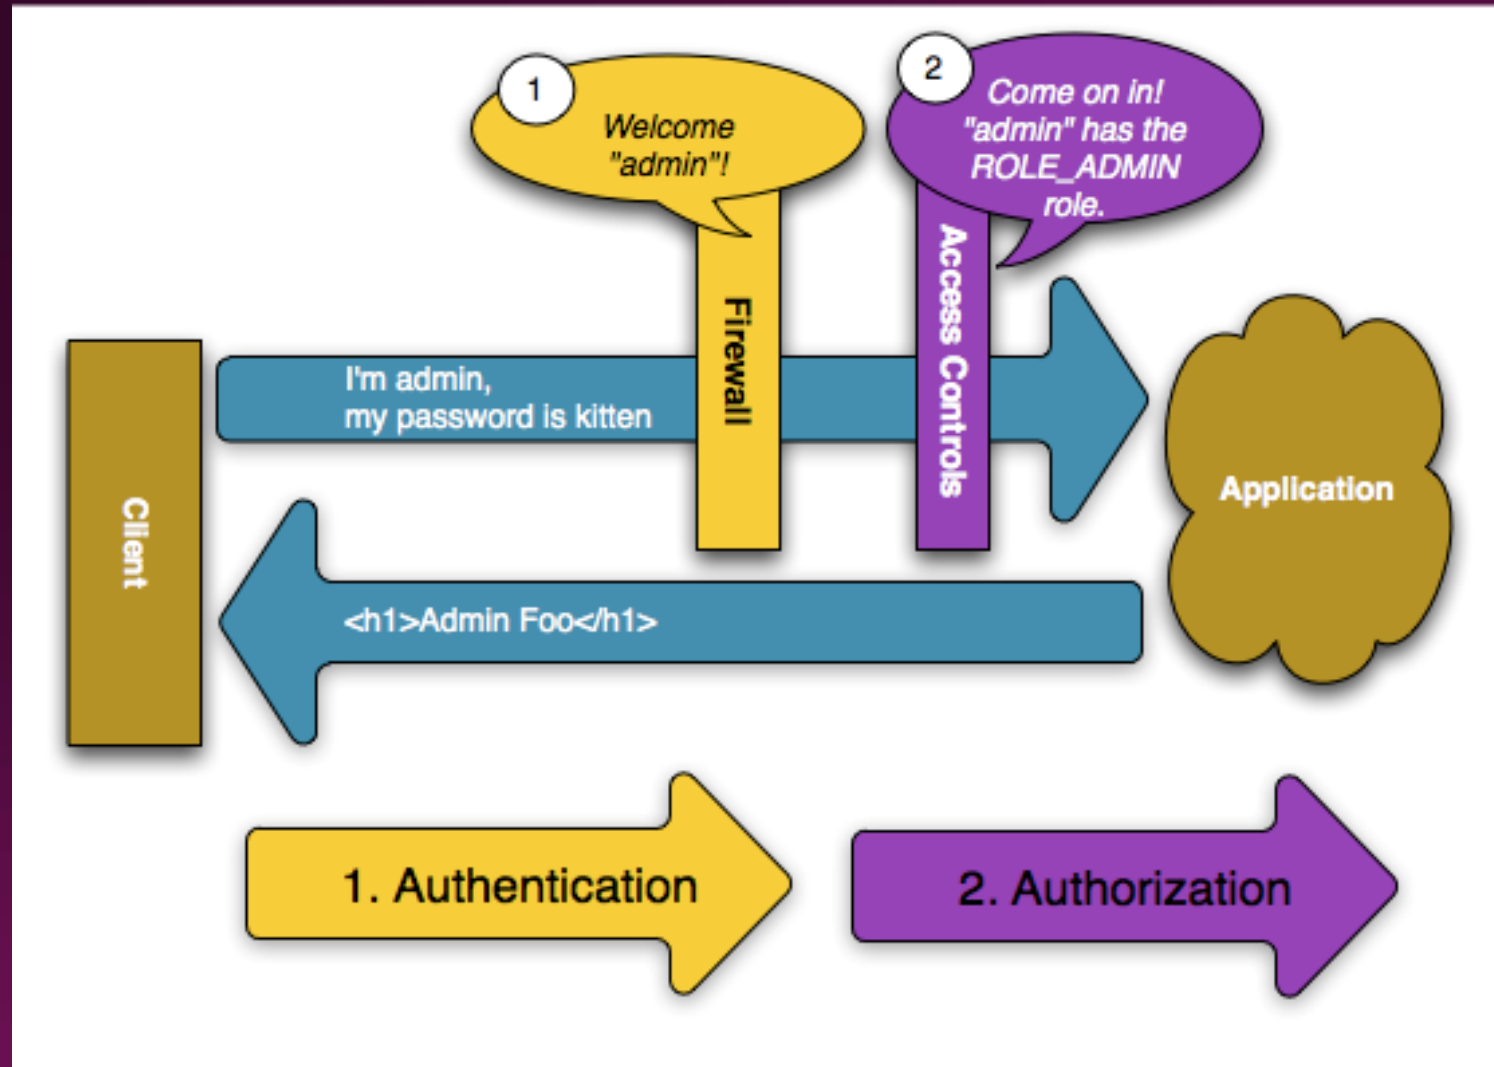 1
Welcome
"admin"!
2
Come on in!
"admin" has the
ROLE_ADMIN
role.
Firewall
Access Controls
I'm admin,
my password is kitten
Client
Application
<h1>Admin Foo</h1>
1. Authentication
2. Authorization